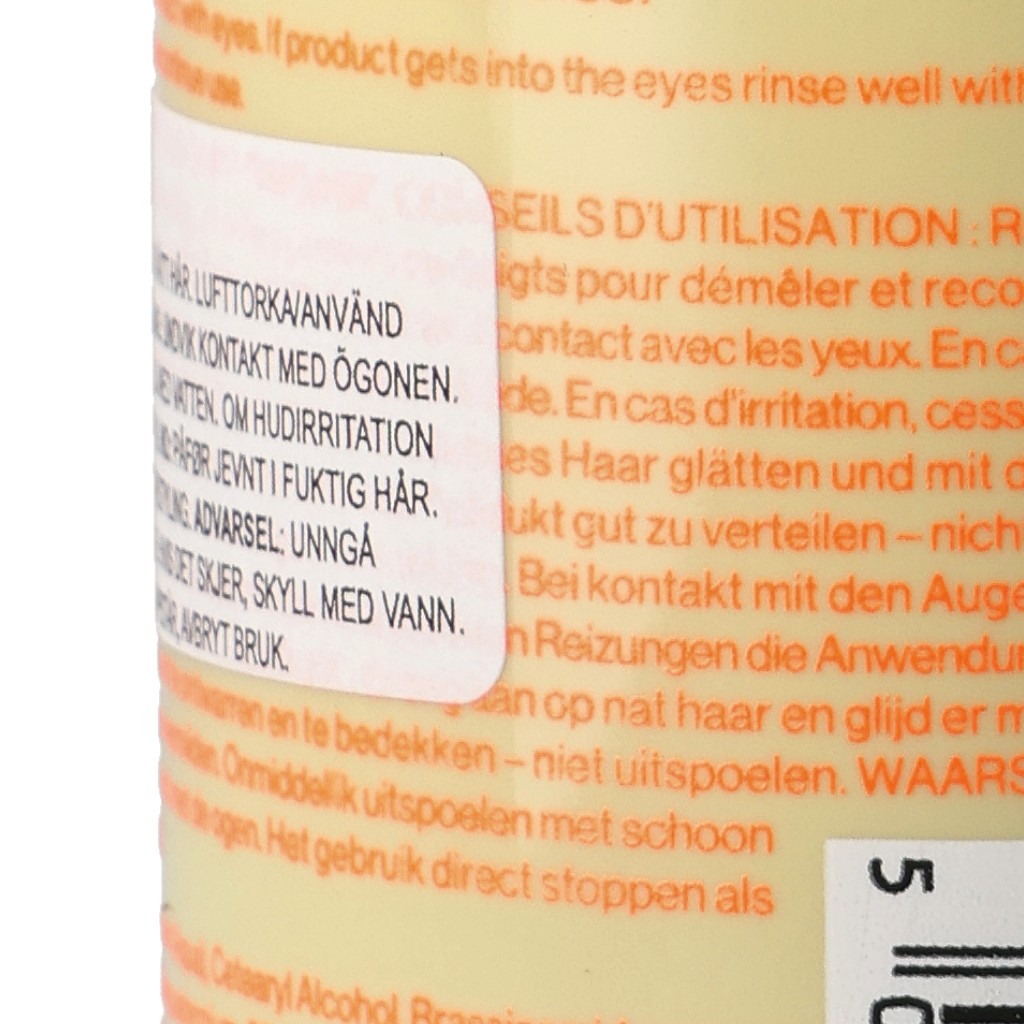 eyes. If product gets into the eyes rinse well with
use.
SEILS D'UTILISATION : R
igts pour démêler et reco
contact avec les yeux. En c
de. En cas d'irritation, cess
es Haar glätten und mit d
ukt gut zu verteilen – nich
Bei kontakt mit den Auge
n Reizungen die Anwendu
aan op nat haar en glijd er m
en te bedekken – niet uitspoelen. WAARS
Onmiddellik uitspoelen met schoon
ogen. Het gebruik direct stoppen als
Cetearyl Alcohol,
HÅR. LUFTTORKA/ANVÄND
UNDVIK KONTAKT MED ÖGONEN.
MED VATTEN. OM HUDIRRITATION
PÅFØR JEVNT I FUKTIG HÅR.
ADVARSEL: UNNGÅ
DET SKJER, SKYLL MED VANN.
AVBRYT BRUK.
5
0